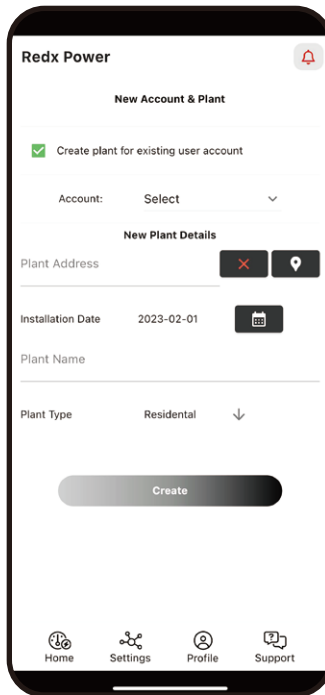 Redx Power
New Account & Plant
Create plant for existing user account
Account: Select
New Plant Details
Plant Address
Installation Date 2023-02-01
Plant Name
Plant Type Residental
Create
Home Settings Profile Support